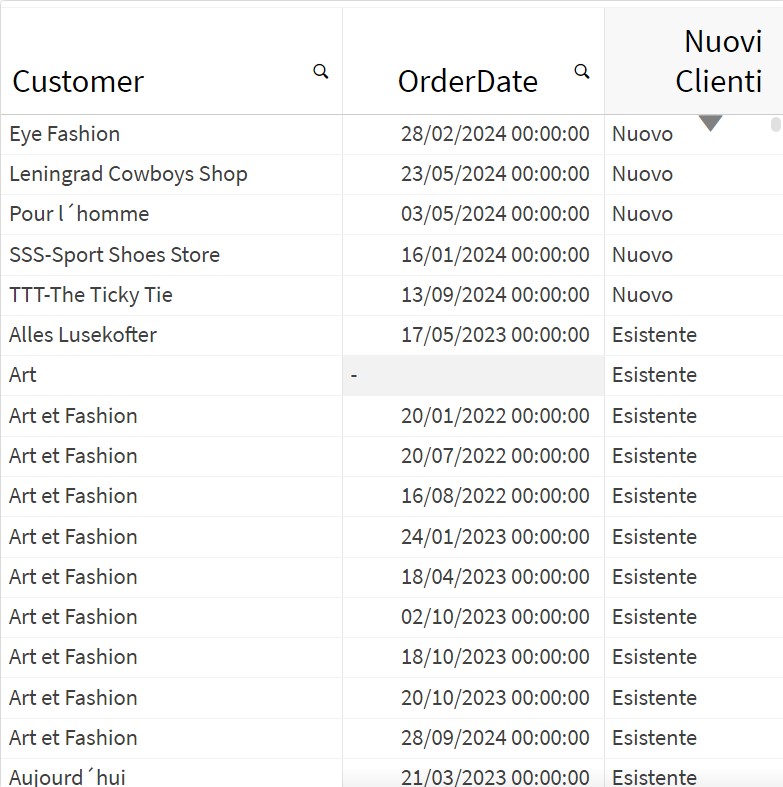 Customer OrderDate Nuovi Clienti
Eye Fashion 28/02/2024 00:00:00 Nuovo
Leningrad Cowboys Shop 23/05/2024 00:00:00 Nuovo
Pour l´homme 03/05/2024 00:00:00 Nuovo
SSS-Sport Shoes Store 16/01/2024 00:00:00 Nuovo
TTT-The Ticky Tie 13/09/2024 00:00:00 Nuovo
Alles Lusekofter 17/05/2023 00:00:00 Esistente
Art - Esistente
Art et Fashion 20/01/2022 00:00:00 Esistente
Art et Fashion 20/07/2022 00:00:00 Esistente
Art et Fashion 16/08/2022 00:00:00 Esistente
Art et Fashion 24/01/2023 00:00:00 Esistente
Art et Fashion 18/04/2023 00:00:00 Esistente
Art et Fashion 02/10/2023 00:00:00 Esistente
Art et Fashion 18/10/2023 00:00:00 Esistente
Art et Fashion 20/10/2023 00:00:00 Esistente
Art et Fashion 28/09/2024 00:00:00 Esistente
Aujourd´hui 21/03/2023 00:00:00 Esistente